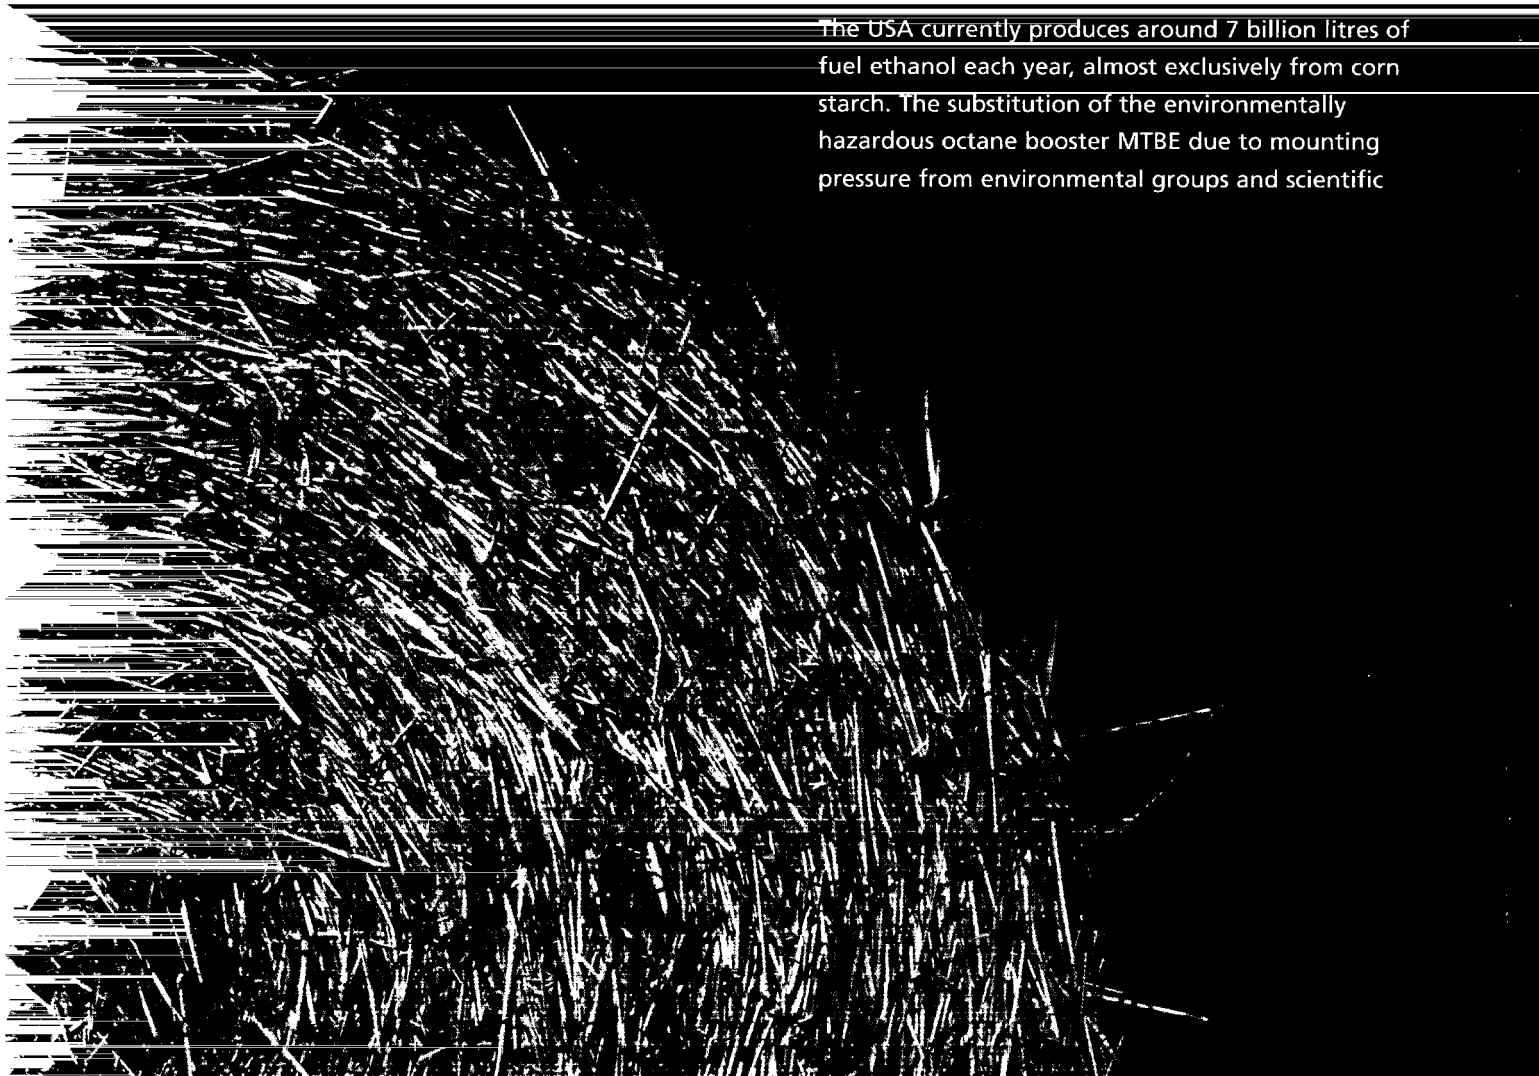 The USA currently produces around 7 billion litres of
fuel ethanol each year, almost exclusively from corn
starch. The substitution of the environmentally
hazardous octane booster MTBE due to mounting
pressure from environmental groups and scientific